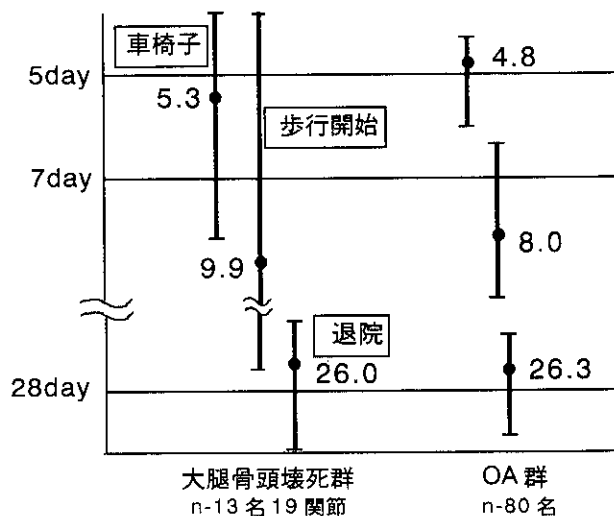 車椅子
5day
4.8
5.3
歩行開始
7day
8.0
9.9
退院
26.0
26.3
28day
大腿骨頭壊死群
OA群
n-13名19関節
n-80名